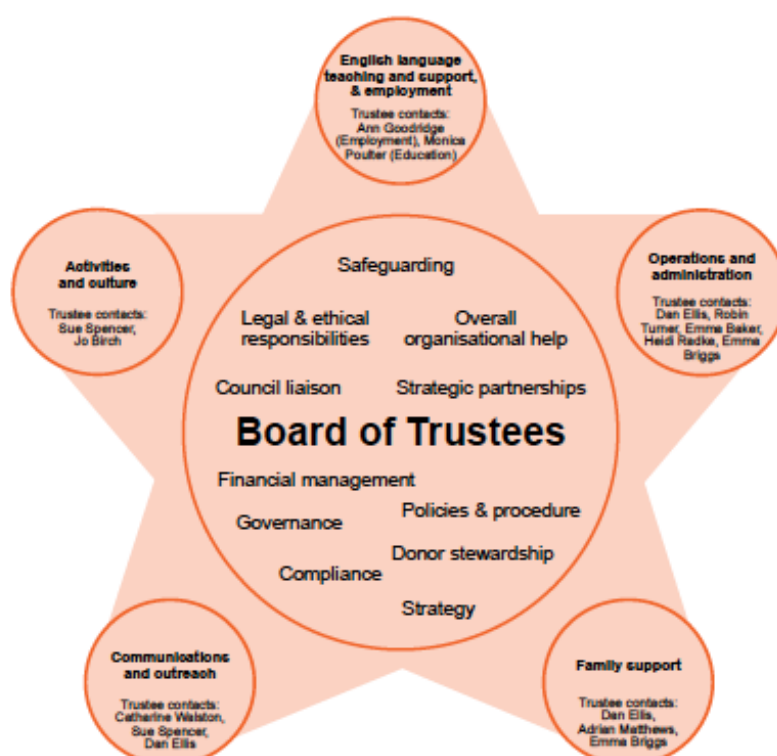 English language
teaching and support,
& employment
Trustee contacts:
Ann Goodridge
(Employment), Monica
Poulter (Education)
Activities
and culture
Trustee contacts:
Sue Spencer,
Jo Birch
Operations and
administration
Trustee contacts:
Dan Ellis, Robin
Turner, Emma Baker,
Heidi Radke, Emma
Briggs
Safeguarding
Legal & ethical
responsibilities
Overall
organisational help
Council liaison
Strategic partnerships
Board of Trustees
Financial management
Policies & procedure
Governance
Donor stewardship
Compliance
Strategy
Communications
and outreach
Trustee contacts:
Catharine Walston,
Sue Spencer,
Dan Ellis
Family support
Trustee contacts:
Dan Ellis,
Adrian Matthews,
Emma Briggs